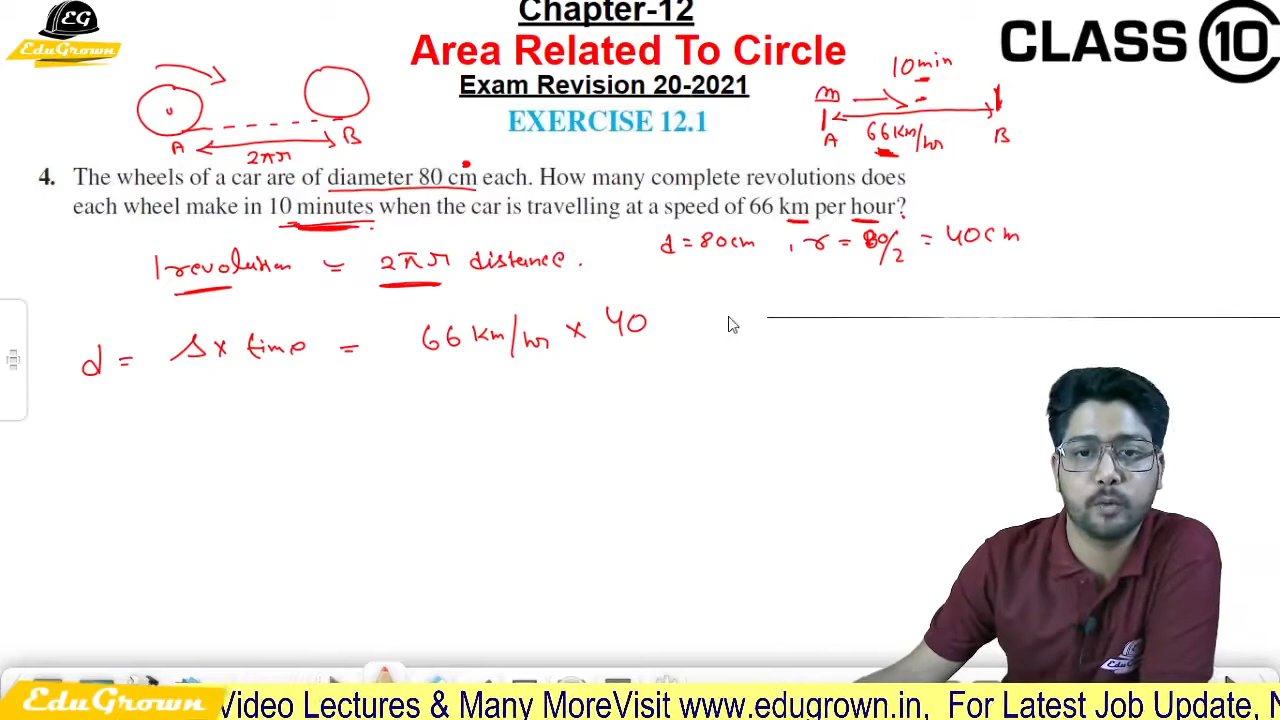 Chapter-12
EG
EduGrown
Area Related To Circle
CLASS 10
Exam Revision 20-2021
10min
EXERCISE 12.1
m
66 km/hr
A
B
A
B
2πr
4. The wheels of a car are of diameter 80 cm each. How many complete revolutions does
each wheel make in 10 minutes when the car is travelling at a speed of 66 km per hour?
d = 80cm , r = 80/2 = 40cm
1 revolution = 2πr distance.
d = s x time = 66 km/hr x 40
EduGrown
Video Lectures & Many MoreVisit www.edugrown.in, For Latest Job Update, N